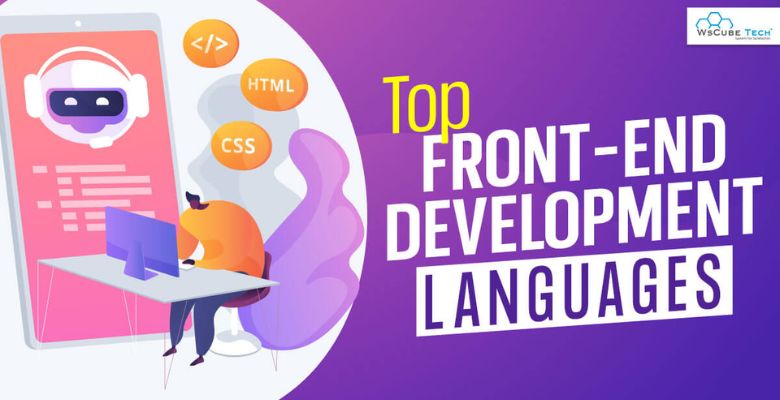 WsCube Tech
</>
HTML
CSS
Top
FRONT-END
DEVELOPMENT
LANGUAGES